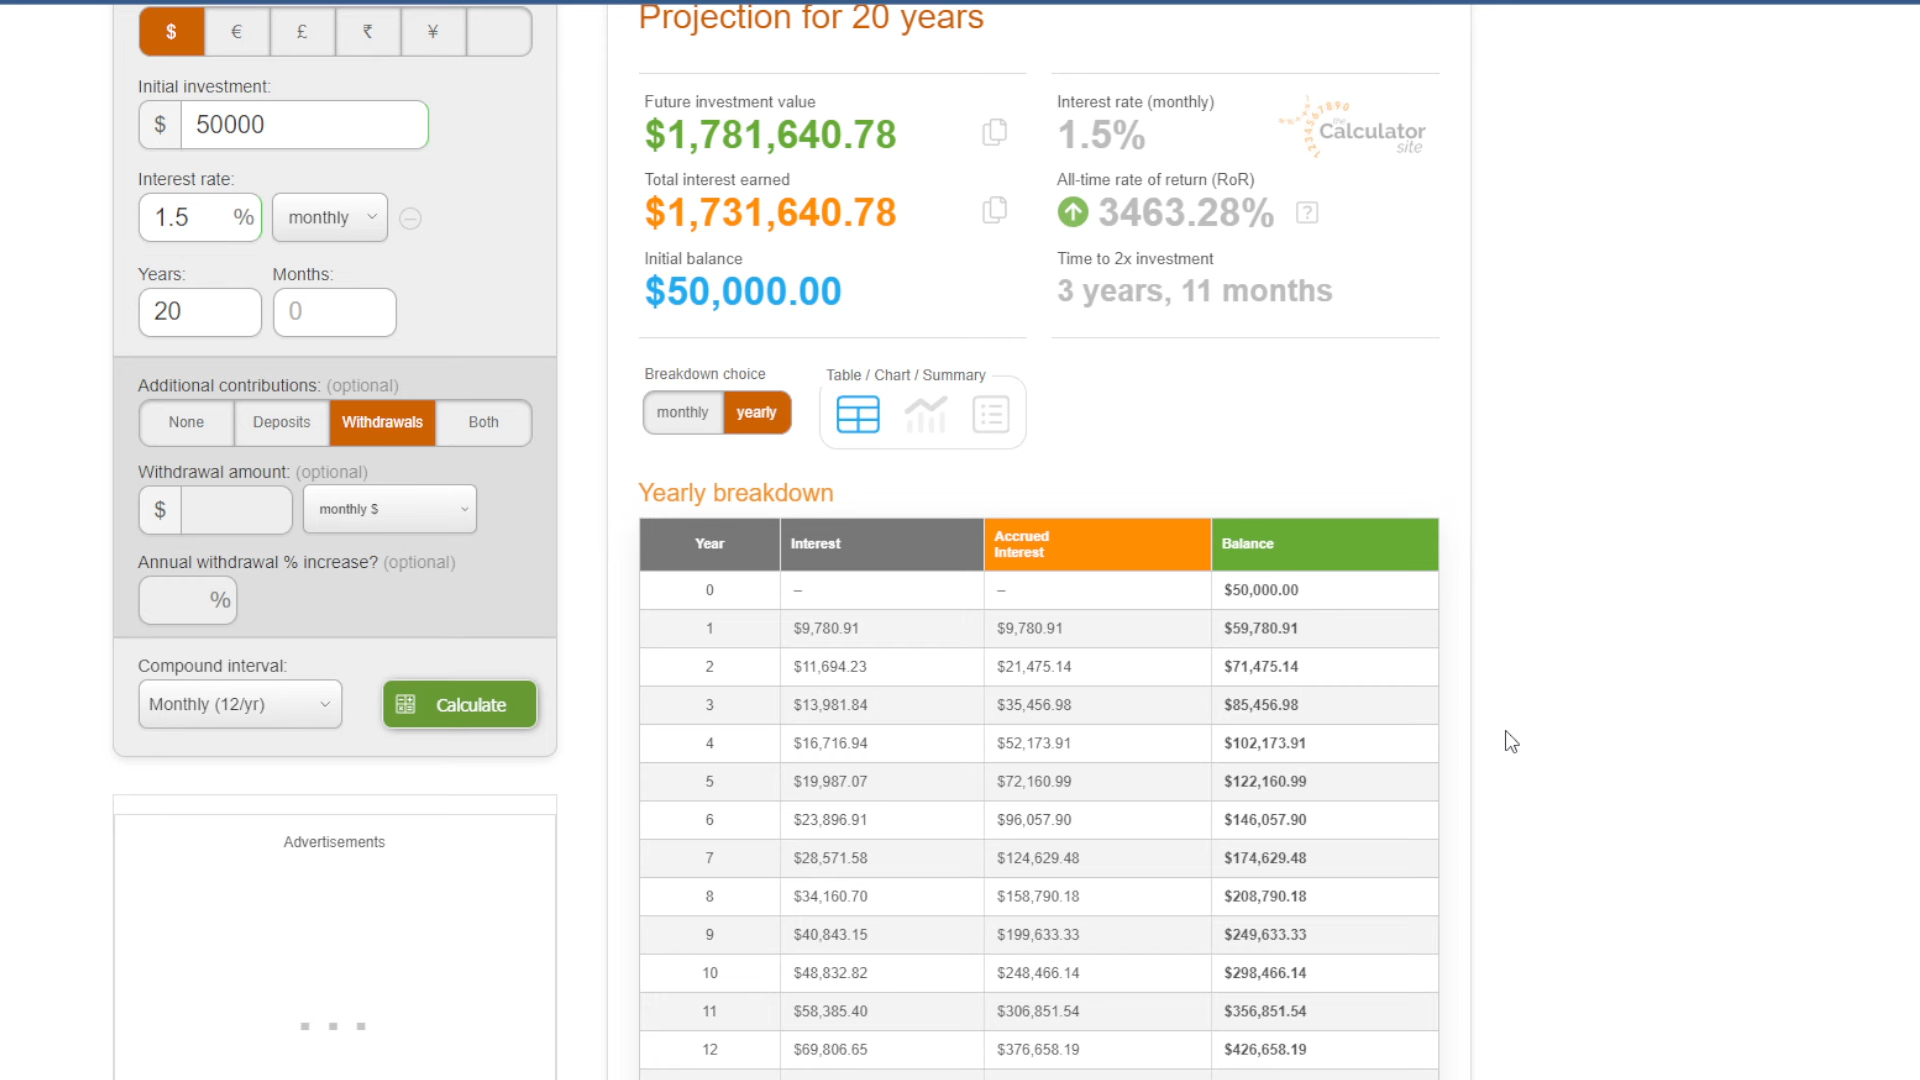 $
€
£
₹
¥
Initial investment:
$ 50000
Interest rate:
1.5 % monthly
Years: Months:
20 0
Additional contributions: (optional)
None Deposits Withdrawals Both
Withdrawal amount: (optional)
$ monthly $
Annual withdrawal % increase? (optional)
%
Compound interval:
Monthly (12/yr) Calculate
Advertisements
Projection for 20 years
Future investment value
$1,781,640.78
Total interest earned
$1,731,640.78
Initial balance
$50,000.00
Interest rate (monthly)
1.5%
the
Calculator
site
All-time rate of return (RoR)
3463.28% ?
Time to 2x investment
3 years, 11 months
Breakdown choice
monthly yearly
Table / Chart / Summary
Yearly breakdown
Year Interest Accrued Interest Balance
0 – – $50,000.00
1 $9,780.91 $9,780.91 $59,780.91
2 $11,694.23 $21,475.14 $71,475.14
3 $13,981.84 $35,456.98 $85,456.98
4 $16,716.94 $52,173.91 $102,173.91
5 $19,987.07 $72,160.99 $122,160.99
6 $23,896.91 $96,057.90 $146,057.90
7 $28,571.58 $124,629.48 $174,629.48
8 $34,160.70 $158,790.18 $208,790.18
9 $40,843.15 $199,633.33 $249,633.33
10 $48,832.82 $248,466.14 $298,466.14
11 $58,385.40 $306,851.54 $356,851.54
12 $69,806.65 $376,658.19 $426,658.19